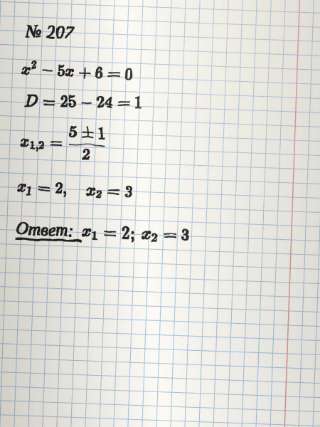 № 207
x² − 5x + 6 = 0
D = 25 − 24 = 1
x₁,₂ = (5 ± 1)/2
x₁ = 2, x₂ = 3
Ответ: x₁ = 2; x₂ = 3